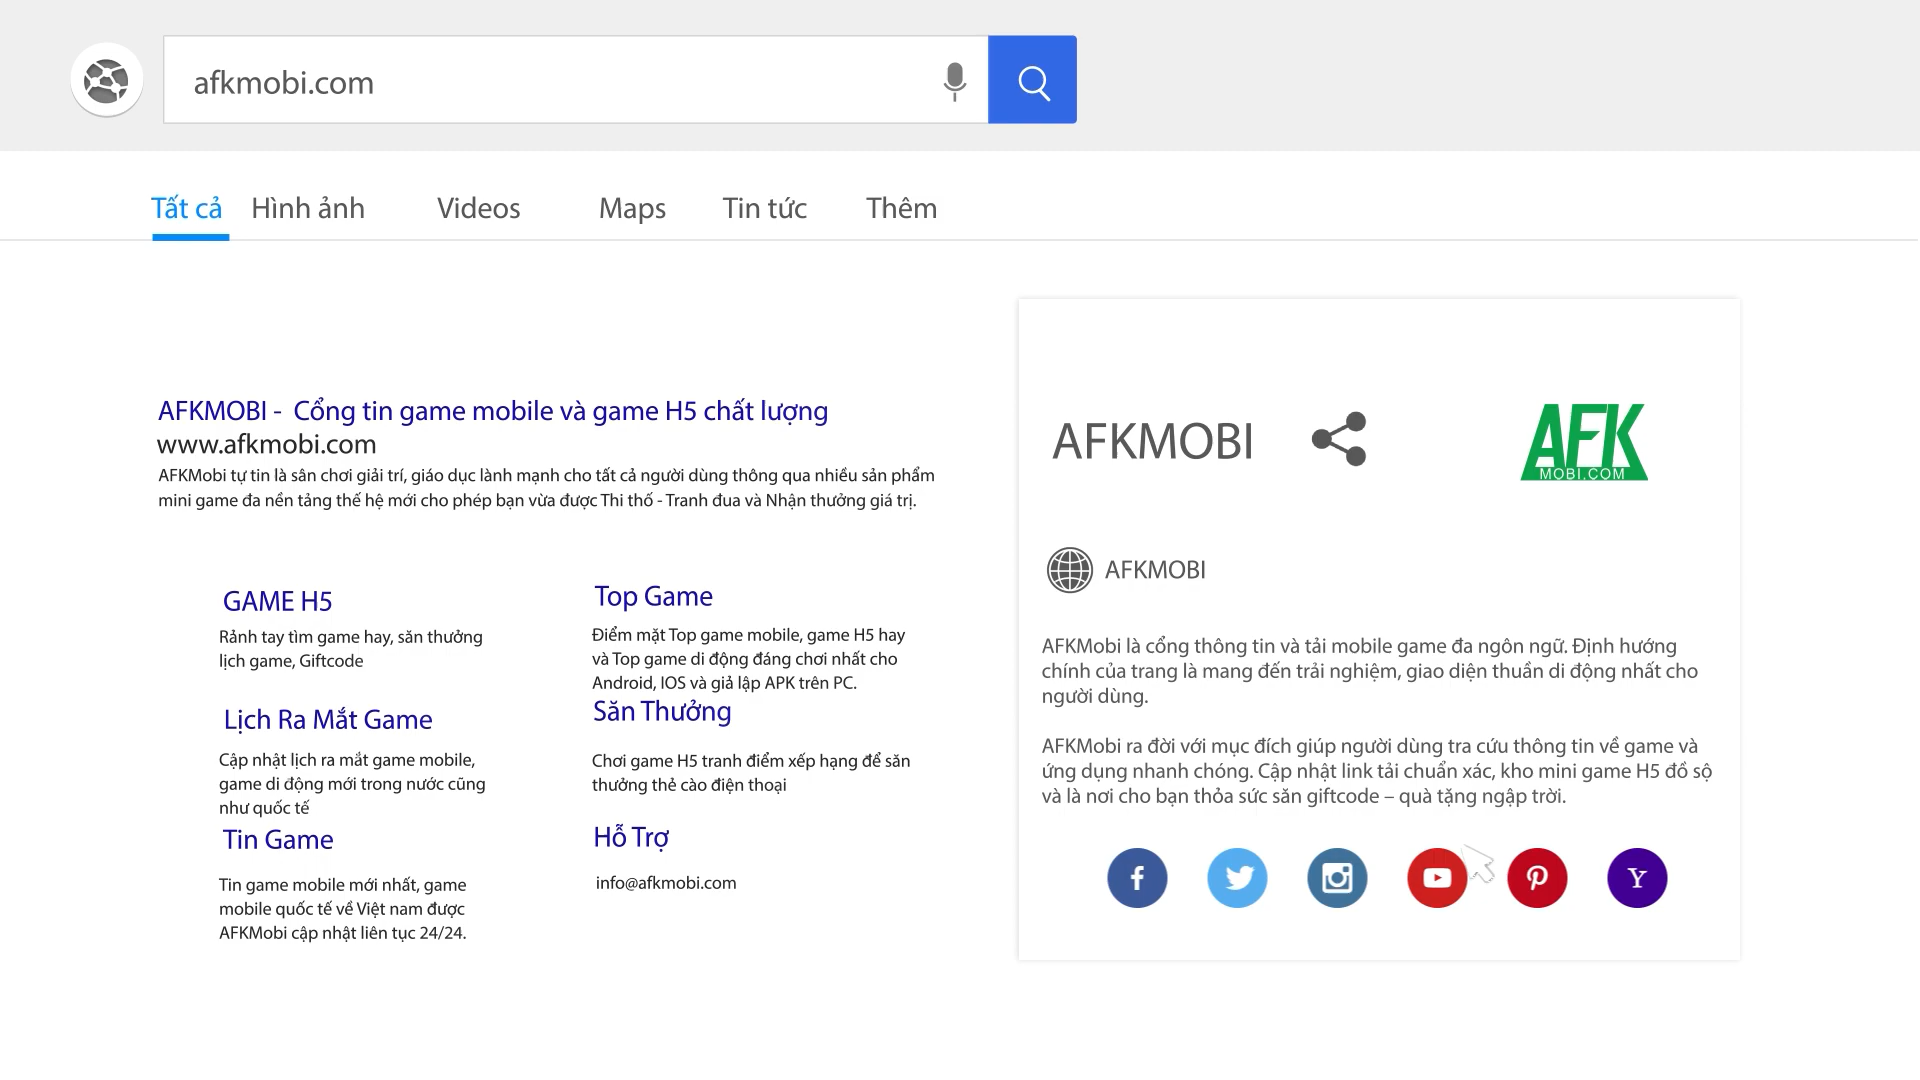 afkmobi.com
Tất cả Hình ảnh Videos Maps Tin tức Thêm
AFKMOBI - Cổng tin game mobile và game H5 chất lượng
www.afkmobi.com
AFKMobi tự tin là sân chơi giải trí, giáo dục lành mạnh cho tất cả người dùng thông qua nhiều sản phẩm
mini game đa nền tảng thế hệ mới cho phép bạn vừa được Thi thố - Tranh đua và Nhận thưởng giá trị.
GAME H5
Rảnh tay tìm game hay, săn thưởng
lịch game, Giftcode
Lịch Ra Mắt Game
Cập nhật lịch ra mắt game mobile,
game di động mới trong nước cũng
như quốc tế
Tin Game
Tin game mobile mới nhất, game
mobile quốc tế về Việt nam được
AFKMobi cập nhật liên tục 24/24.
Top Game
Điểm mặt Top game mobile, game H5 hay
và Top game di động đáng chơi nhất cho
Android, IOS và giả lập APK trên PC.
Săn Thưởng
Chơi game H5 tranh điểm xếp hạng để săn
thưởng thẻ cào điện thoại
Hỗ Trợ
info@afkmobi.com
AFKMOBI
AFK
MOBI.COM
AFKMOBI
AFKMobi là cổng thông tin và tải mobile game đa ngôn ngữ. Định hướng
chính của trang là mang đến trải nghiệm, giao diện thuần di động nhất cho
người dùng.
AFKMobi ra đời với mục đích giúp người dùng tra cứu thông tin về game và
ứng dụng nhanh chóng. Cập nhật link tải chuẩn xác, kho mini game H5 đồ sộ
và là nơi cho bạn thỏa sức săn giftcode – quà tặng ngập trời.